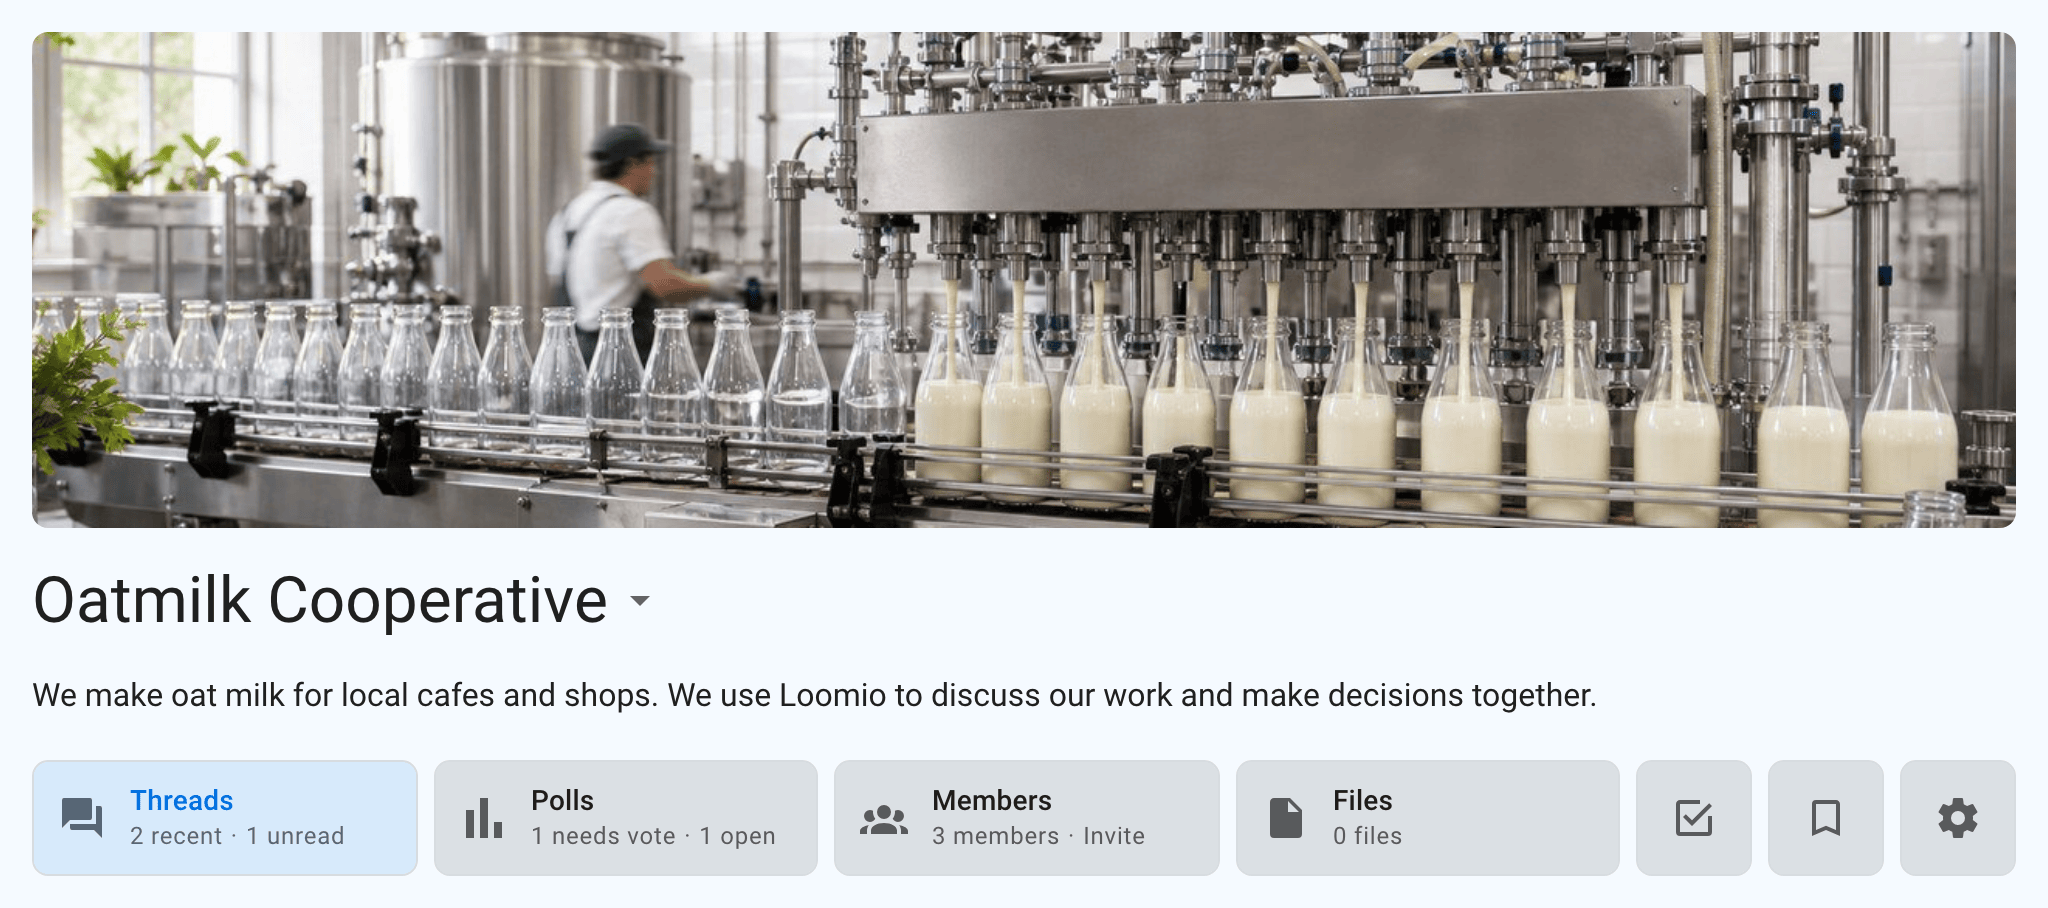 Oatmilk Cooperative
We make oat milk for local cafes and shops. We use Loomio to discuss our work and make decisions together.
Threads
2 recent · 1 unread
Polls
1 needs vote · 1 open
Members
3 members · Invite
Files
0 files